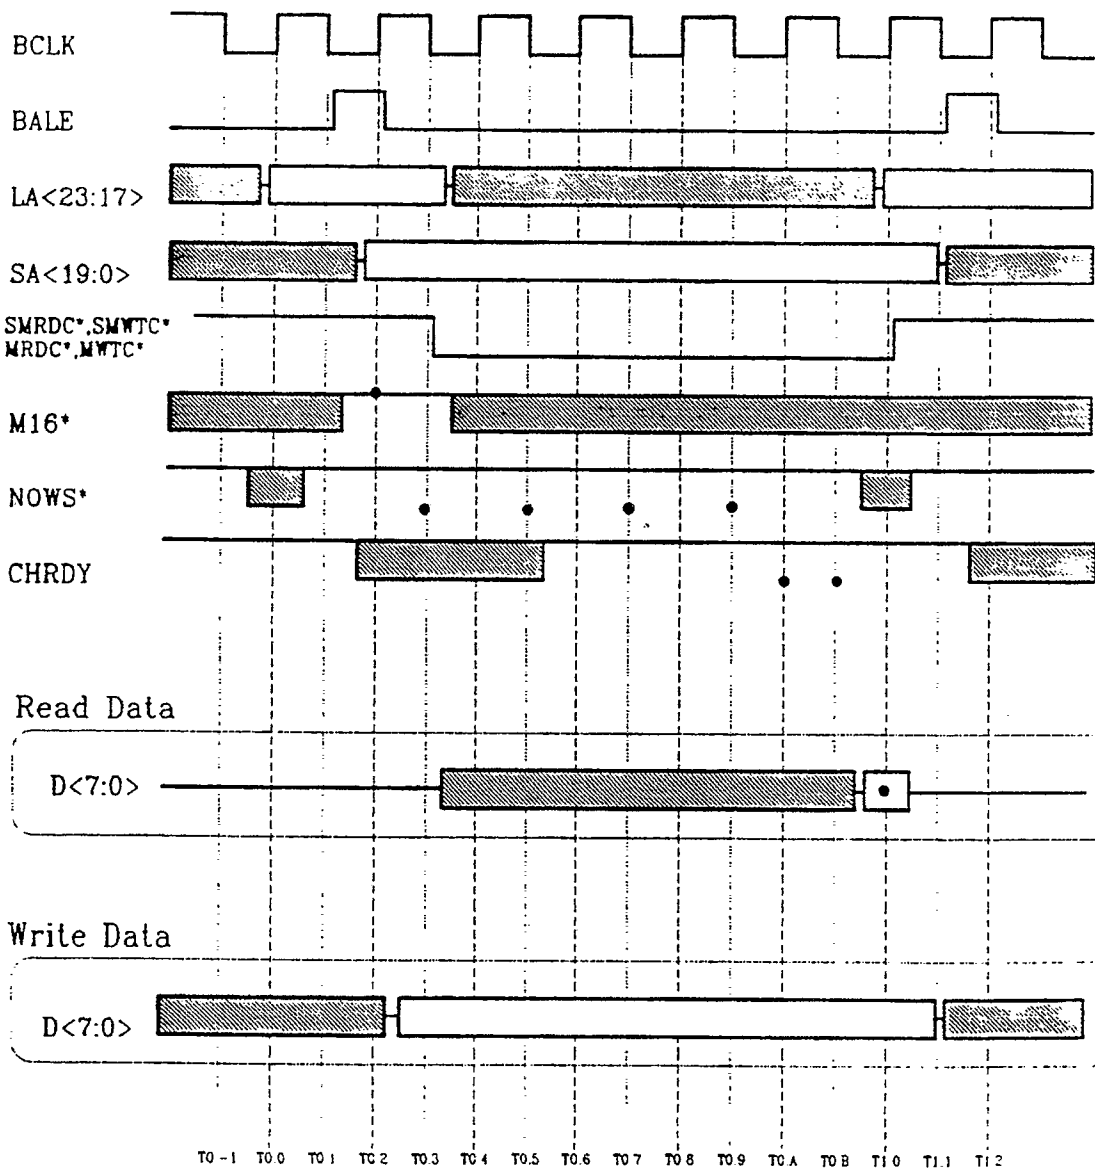 BCLK
BALE
LA<23:17>
SA<19:0>
SMRDC*,SMWTC*
MRDC*,MWTC*
M16*
NOWS*
CHRDY
Read Data
D<7:0>
Write Data
D<7:0>
T0 -1 T0.0 T0 1 T0 2 T0.3 T0 4 T0.5 T0.6 T0 7 T0 8 T0.9 T0.A T0 B T1.0 T1.1 T1 2